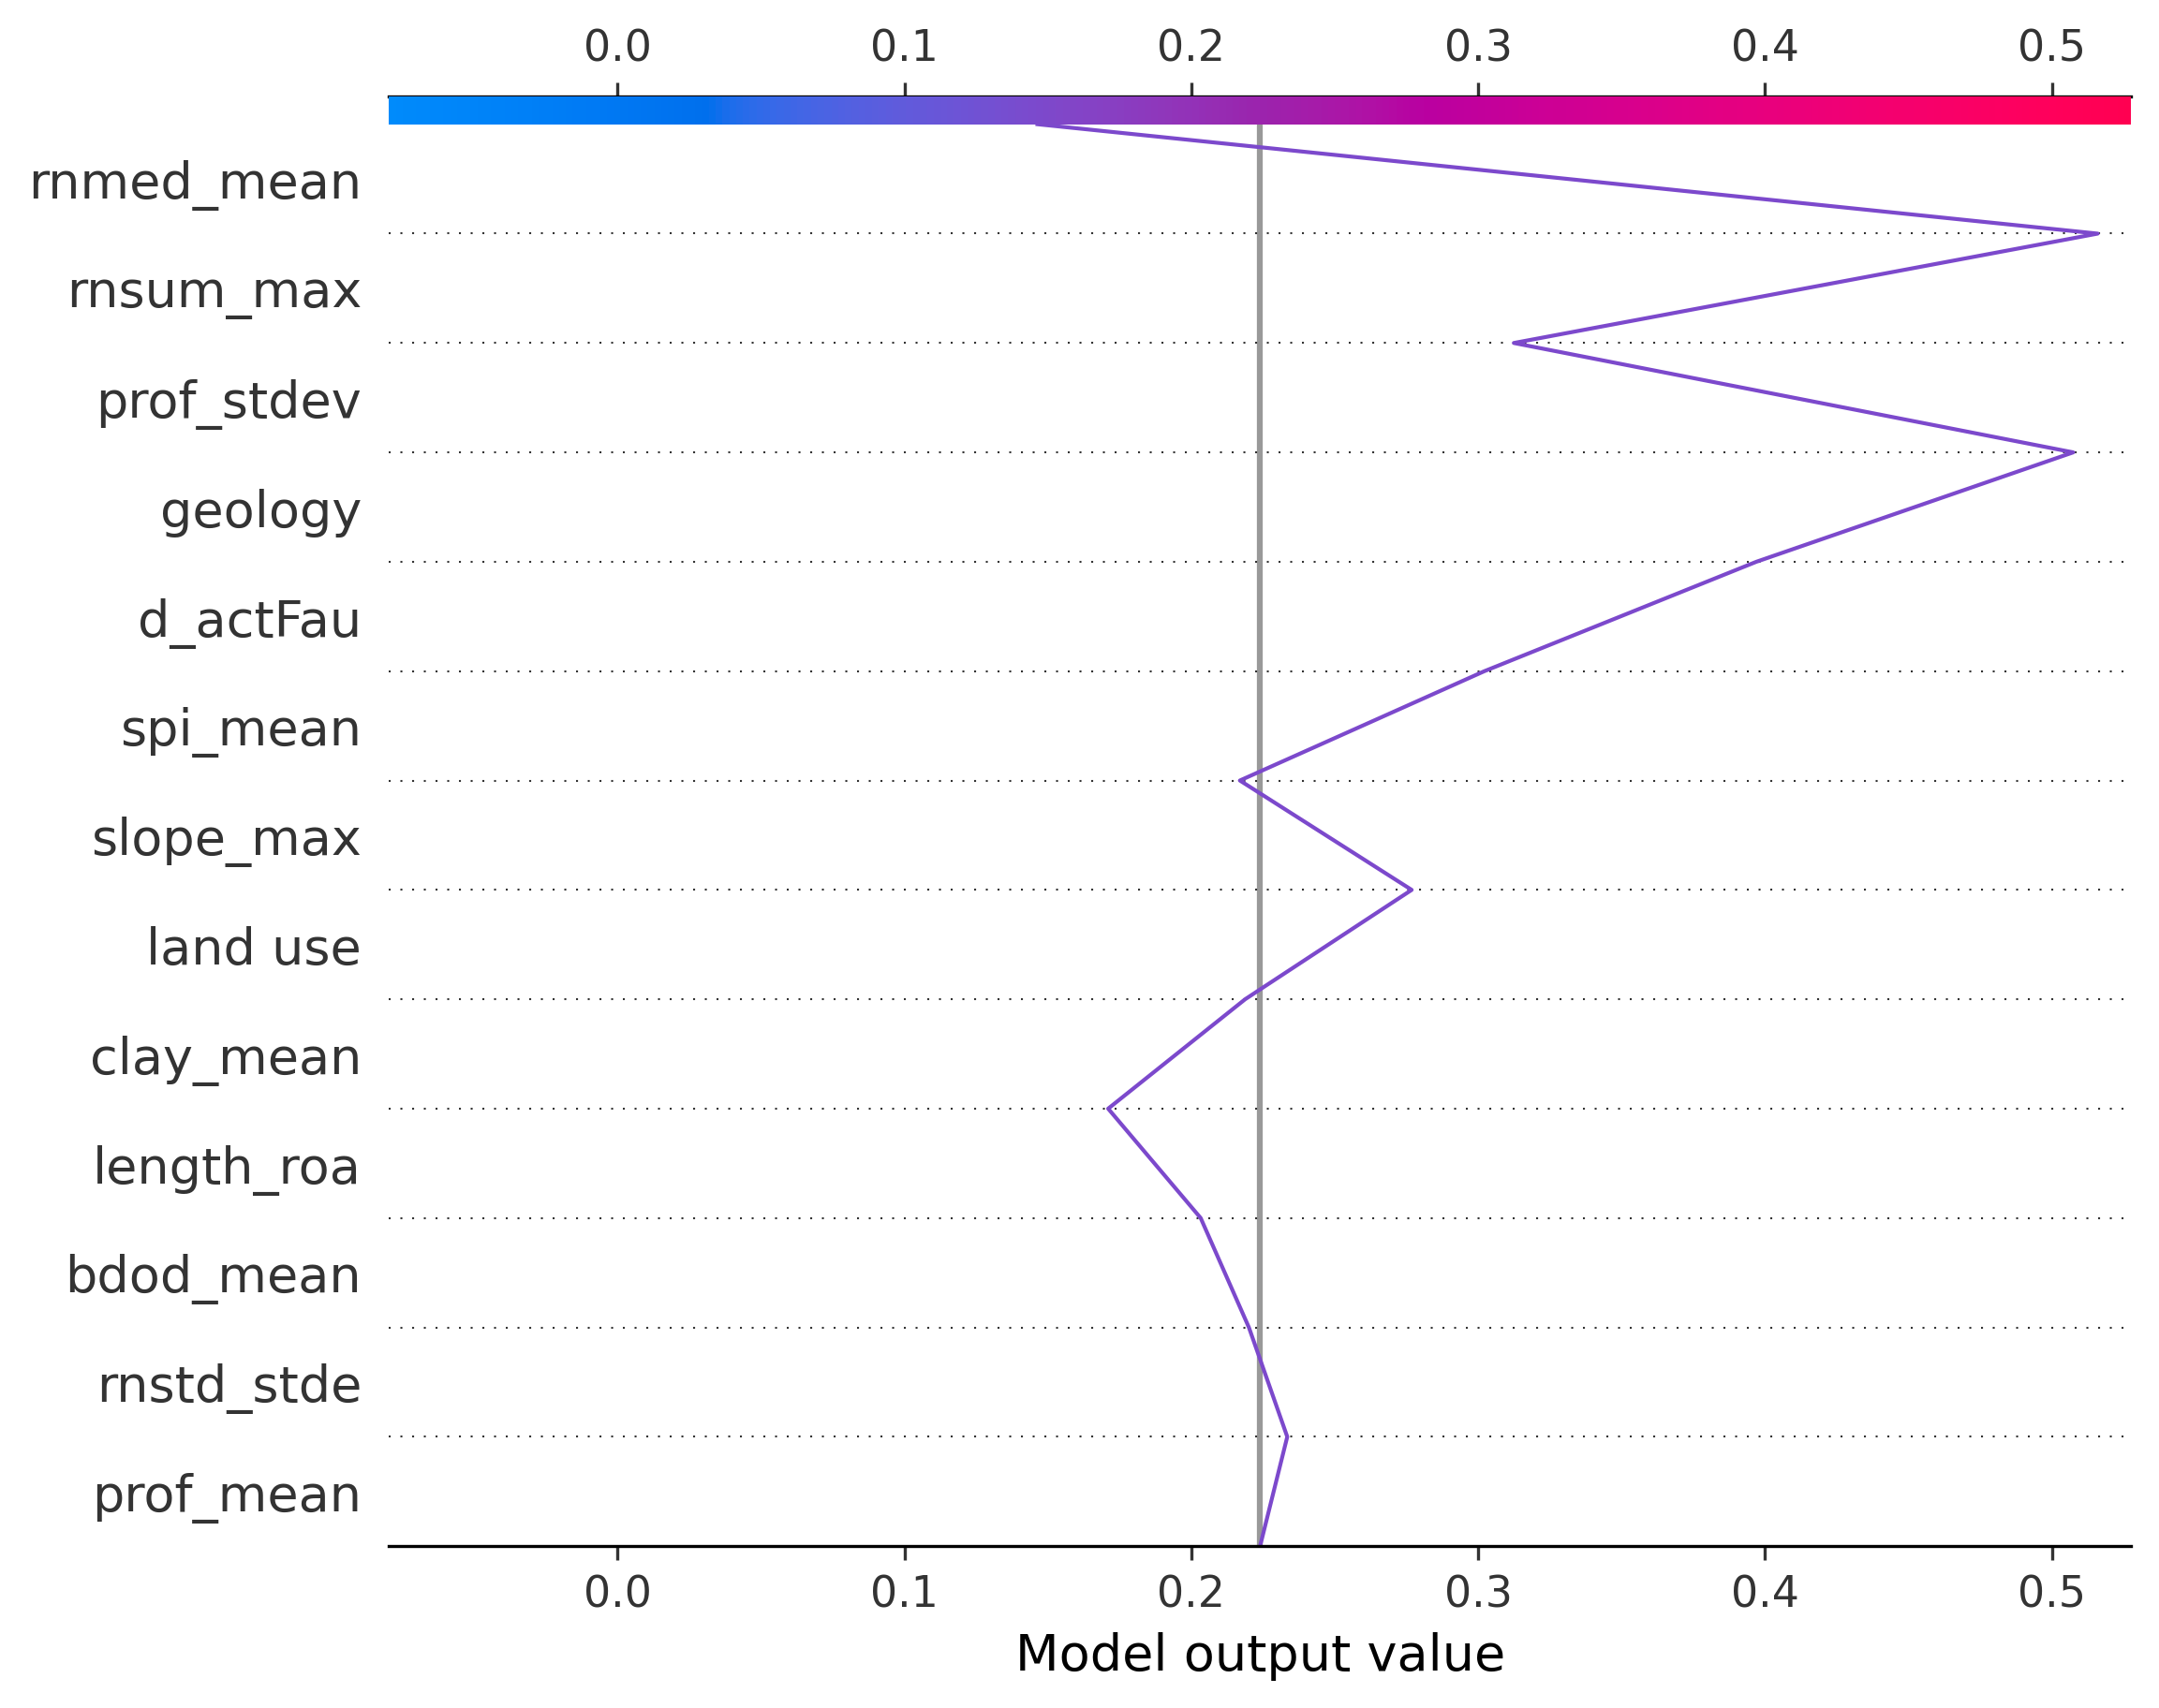 0.0 0.1 0.2 0.3 0.4 0.5
rnmed_mean
rnsum_max
prof_stdev
geology
d_actFau
spi_mean
slope_max
land use
clay_mean
length_roa
bdod_mean
rnstd_stde
prof_mean
0.0 0.1 0.2 0.3 0.4 0.5
Model output value